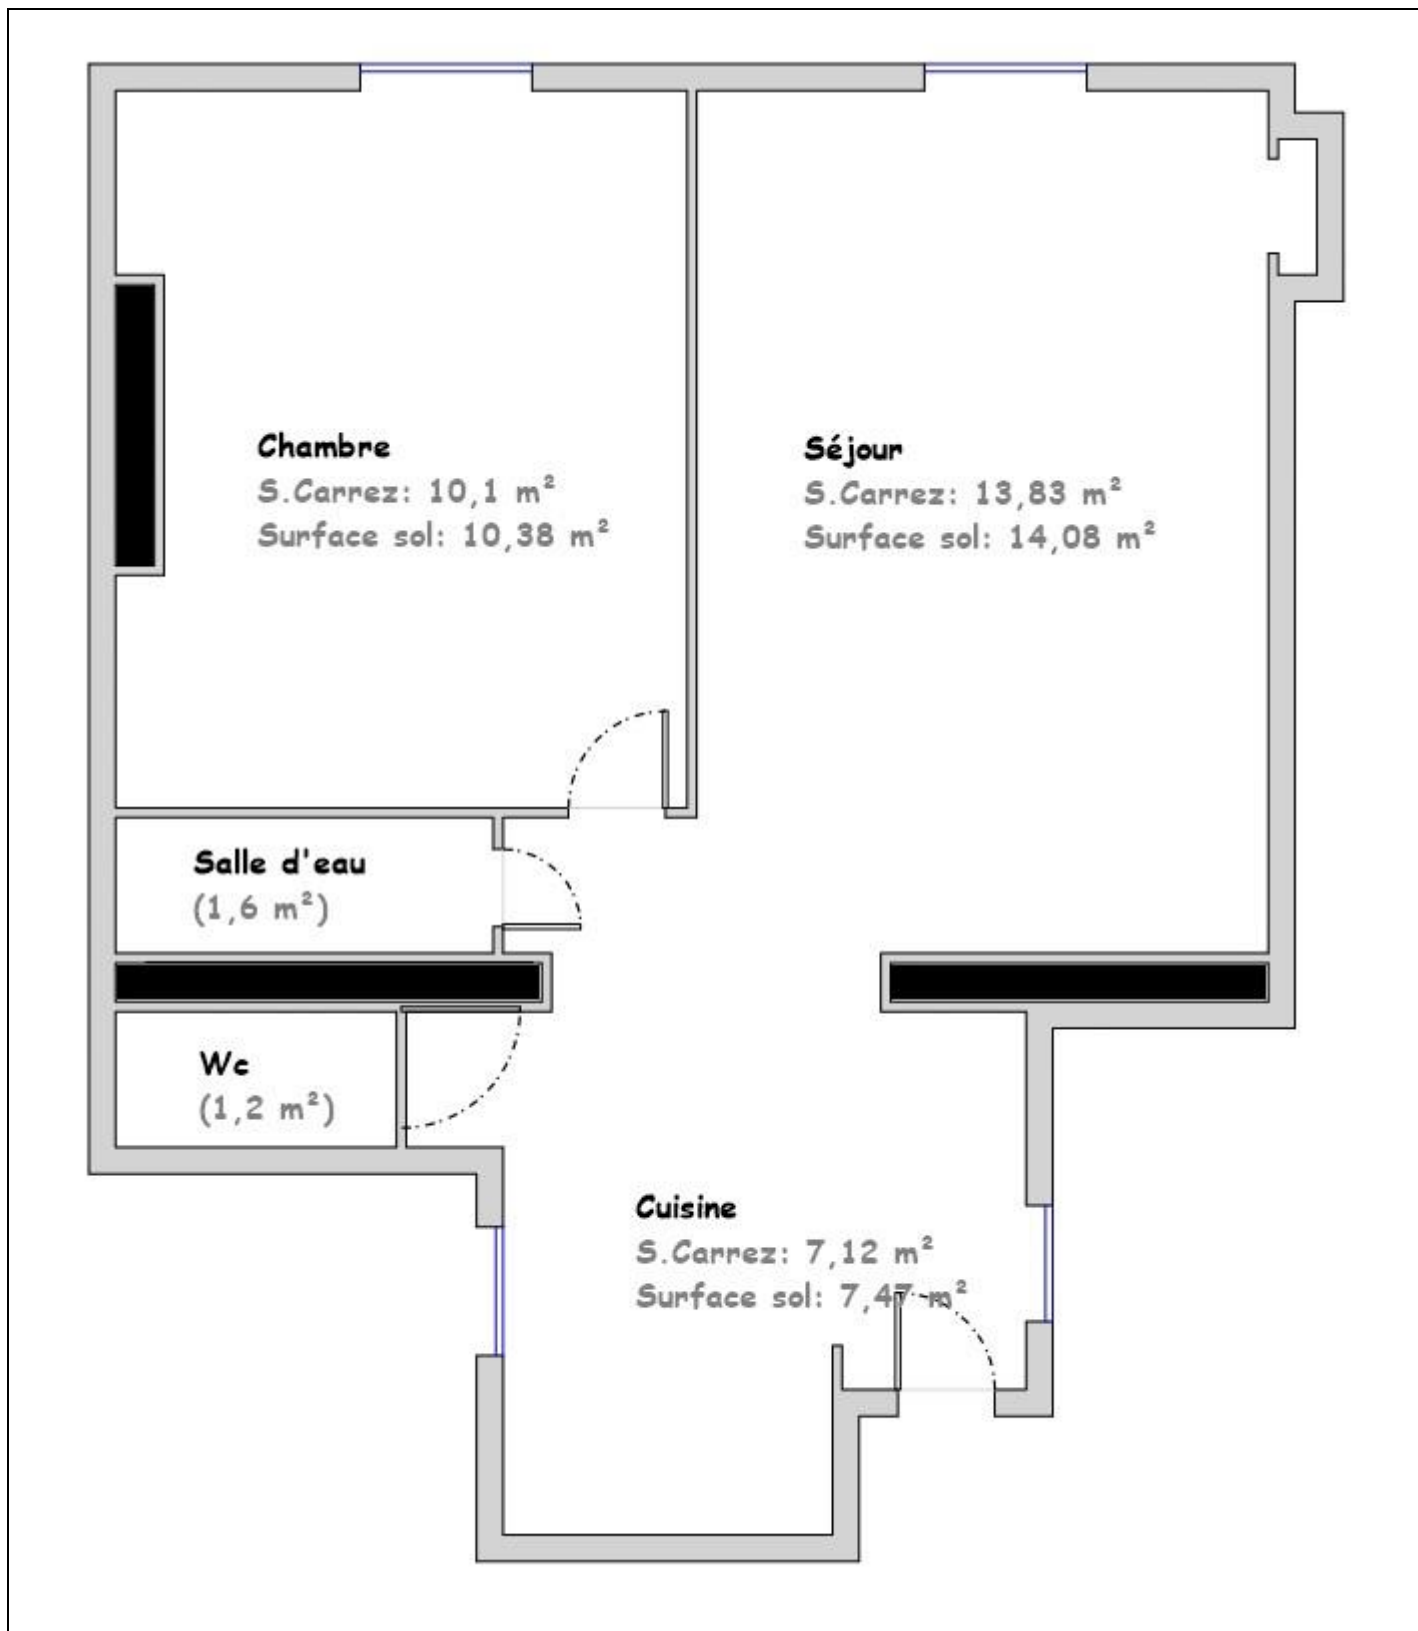 Chambre
S.Carrez: 10,1 m²
Surface sol: 10,38 m²
Séjour
S.Carrez: 13,83 m²
Surface sol: 14,08 m²
Salle d'eau
(1,6 m²)
Wc
(1,2 m²)
Cuisine
S.Carrez: 7,12 m²
Surface sol: 7,47 m²